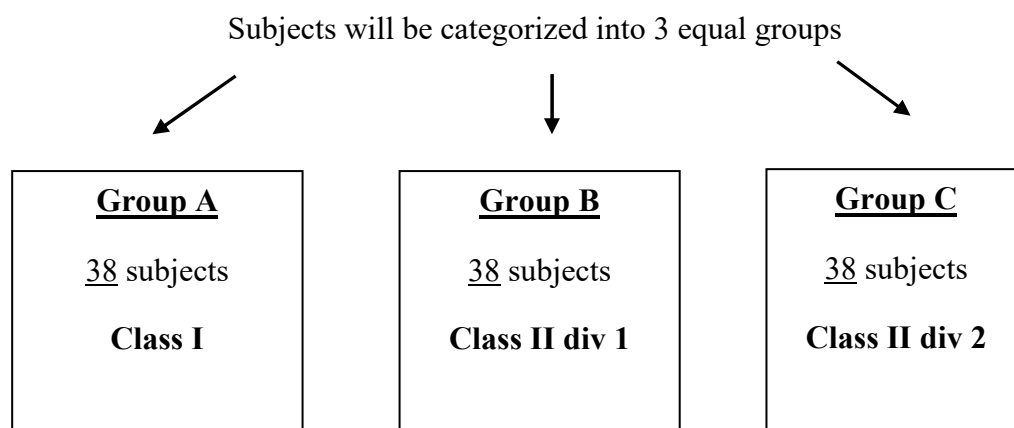 Subjects will be categorized into 3 equal groups
Group A
38 subjects
Class I
Group B
38 subjects
Class II div 1
Group C
38 subjects
Class II div 2